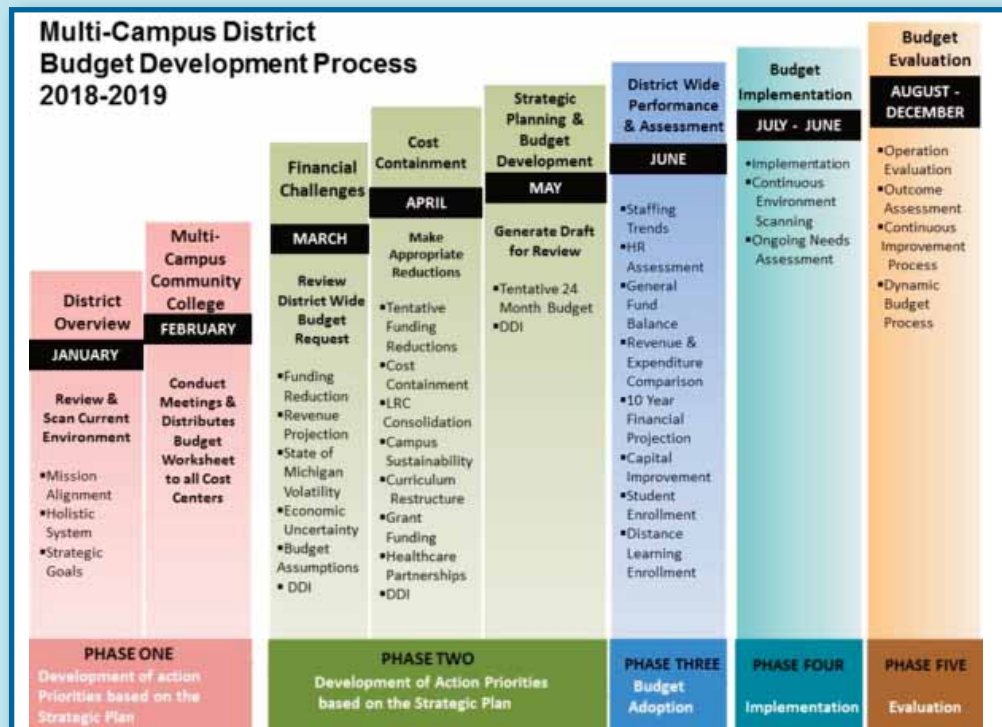 Multi-Campus District
Budget Development Process
2018-2019
District
Overview
JANUARY
Review &
Scan Current
Environment
▪Mission
Alignment
▪Holistic
System
▪Strategic
Goals
Multi-
Campus
Community
College
FEBRUARY
Conduct
Meetings &
Distributes
Budget
Worksheet
to all Cost
Centers
PHASE ONE
Development of action
Priorities based on the
Strategic Plan
Financial
Challenges
MARCH
Review
District Wide
Budget
Request
▪Funding
Reduction
▪Revenue
Projection
▪State of
Michigan
Volatility
▪Economic
Uncertainty
▪Budget
Assumptions
▪ DDI
Cost
Containment
APRIL
Make
Appropriate
Reductions
▪Tentative
Funding
Reductions
▪Cost
Containment
▪LRC
Consolidation
▪Campus
Sustainability
▪Curriculum
Restructure
▪Grant
Funding
▪Healthcare
Partnerships
▪DDI
Strategic
Planning &
Budget
Development
MAY
Generate Draft
for Review
▪Tentative 24
Month Budget
▪DDI
PHASE TWO
Development of Action Priorities
based on the Strategic Plan
District Wide
Performance
& Assessment
JUNE
▪Staffing
Trends
▪HR
Assessment
▪General
Fund
Balance
▪Revenue &
Expenditure
Comparison
▪10 Year
Financial
Projection
▪Capital
Improvement
▪Student
Enrollment
▪Distance
Learning
Enrollment
PHASE THREE
Budget
Adoption
Budget
Implementation
JULY - JUNE
▪Implementation
▪Continuous
Environment
Scanning
▪Ongoing Needs
Assessment
PHASE FOUR
Implementation
Budget
Evaluation
AUGUST -
DECEMBER
▪Operation
Evaluation
▪Outcome
Assessment
▪Continuous
Improvement
Process
▪Dynamic
Budget
Process
PHASE FIVE
Evaluation